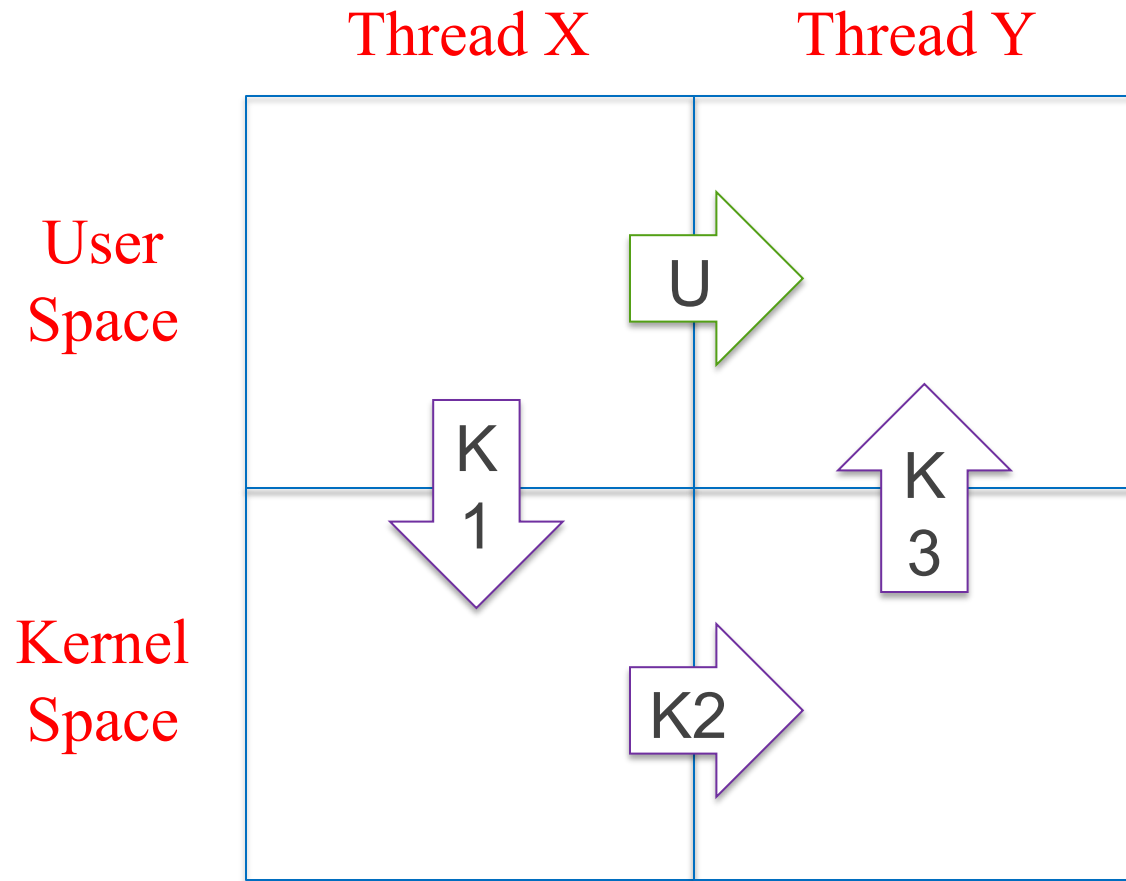 Thread X
Thread Y
User
Space
U
K
1
K
3
Kernel
Space
K2